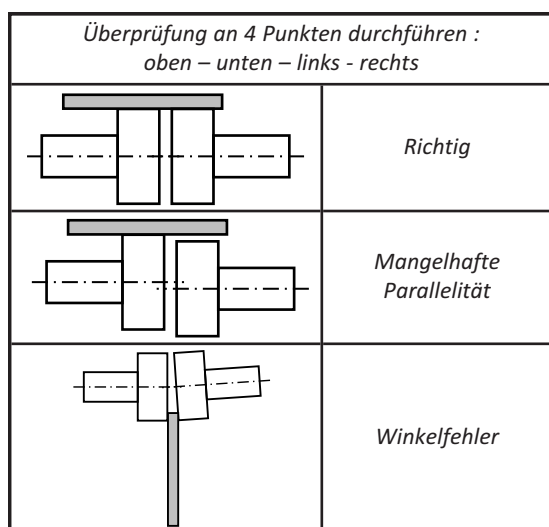 Überprüfung an 4 Punkten durchführen :
oben – unten – links - rechts
Richtig
Mangelhafte
Parallelität
Winkelfehler